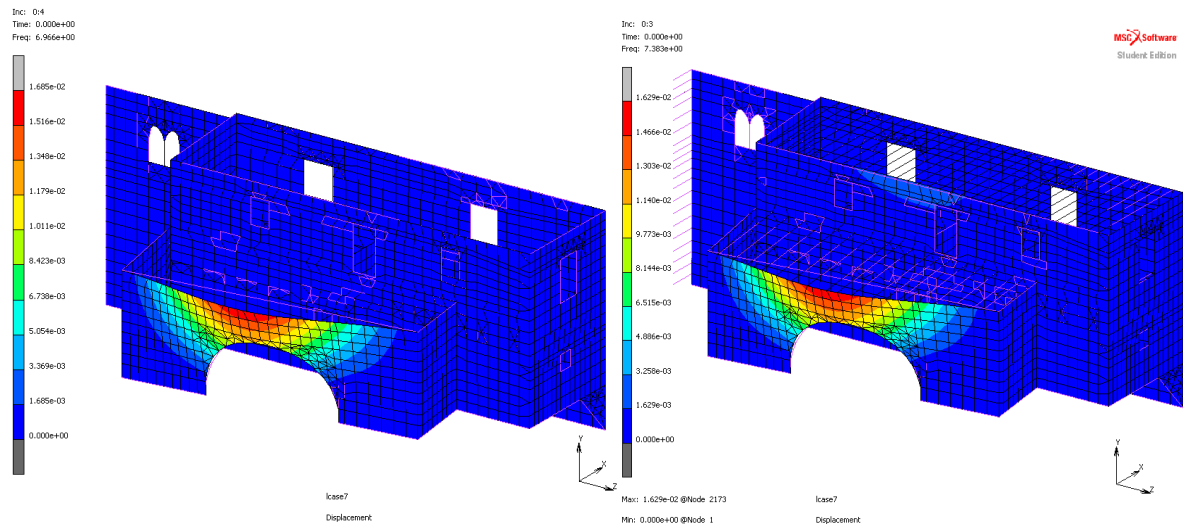 Inc: 0:4
Time: 0.000e+00
Freq: 6.966e+00
1.685e-02
1.516e-02
1.348e-02
1.179e-02
1.011e-02
8.423e-03
6.738e-03
5.054e-03
3.369e-03
1.685e-03
0.000e+00
Y
X
Z
lcase7
Displacement
Inc: 0:3
Time: 0.000e+00
Freq: 7.383e+00
MSC Software
Student Edition
1.629e-02
1.466e-02
1.303e-02
1.140e-02
9.773e-03
8.144e-03
6.515e-03
4.886e-03
3.258e-03
1.629e-03
0.000e+00
Y
X
Z
Max: 1.629e-02 @Node 2173
lcase7
Min: 0.000e+00 @Node 1
Displacement